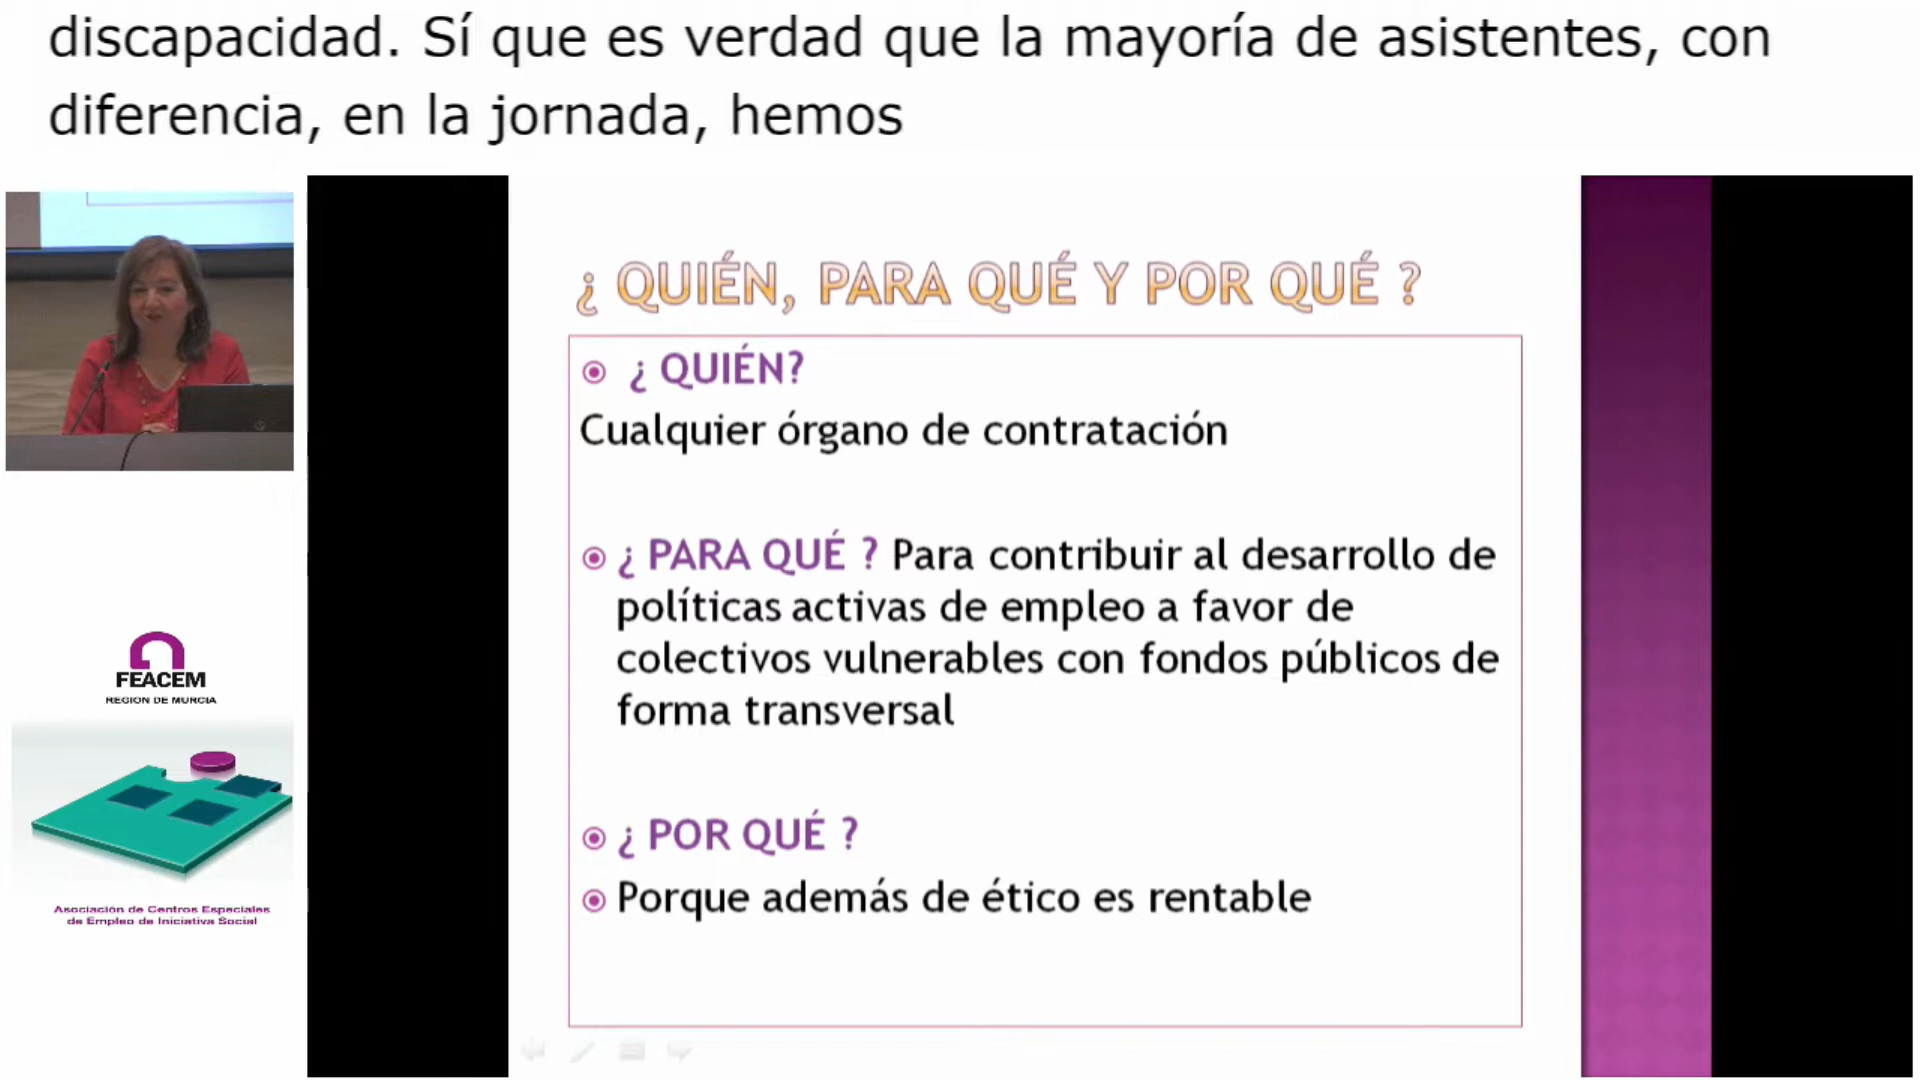 discapacidad. Sí que es verdad que la mayoría de asistentes, con
diferencia, en la jornada, hemos
¿ QUIÉN, PARA QUÉ Y POR QUÉ ?
¿ QUIÉN?
Cualquier órgano de contratación
¿ PARA QUÉ ? Para contribuir al desarrollo de
políticas activas de empleo a favor de
colectivos vulnerables con fondos públicos de
forma transversal
¿ POR QUÉ ?
Porque además de ético es rentable
FEACEM
REGION DE MURCIA
Asociación de Centros Especiales
de Empleo de Iniciativa Social